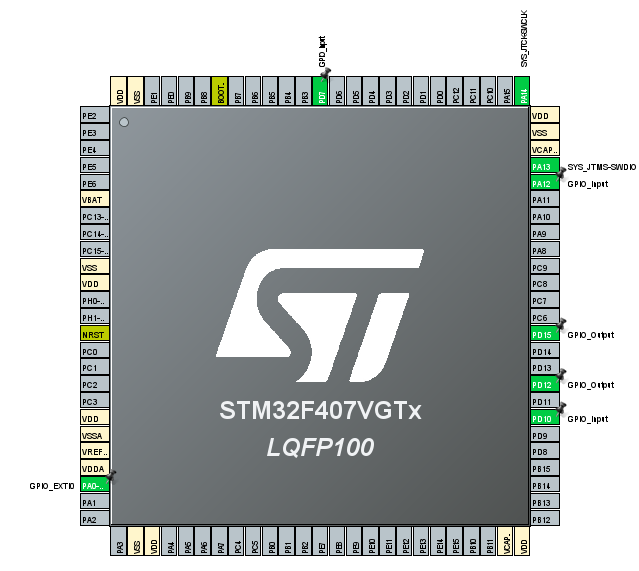 GPIO_Input
SYS_JTCK-SWCLK
VDD
VSS
PE1
PE0
PB9
PB8
BOOT..
PB7
PB6
PB5
PB4
PB3
PD7
PD6
PD5
PD4
PD3
PD2
PD1
PD0
PC12
PC11
PC10
PA15
PA14
PE2
PE3
PE4
PE5
PE6
VBAT
PC13-..
PC14-..
PC15-..
VSS
VDD
PH0-..
PH1-..
NRST
PC0
PC1
PC2
PC3
VDD
VSSA
VREF..
VDDA
GPIO_EXTI0 PA0-..
PA1
PA2
STM32F407VGTx
LQFP100
VDD
VSS
VCAP..
PA13 SYS_JTMS-SWDIO
PA12 GPIO_Input
PA11
PA10
PA9
PA8
PC9
PC8
PC7
PC6
PD15 GPIO_Output
PD14
PD13
PD12 GPIO_Output
PD11
PD10 GPIO_Input
PD9
PD8
PB15
PB14
PB13
PB12
PA3
VSS
VDD
PA4
PA5
PA6
PA7
PC4
PC5
PB0
PB1
PB2
PE7
PE8
PE9
PE10
PE11
PE12
PE13
PE14
PE15
PB10
PB11
VCAP..
VDD